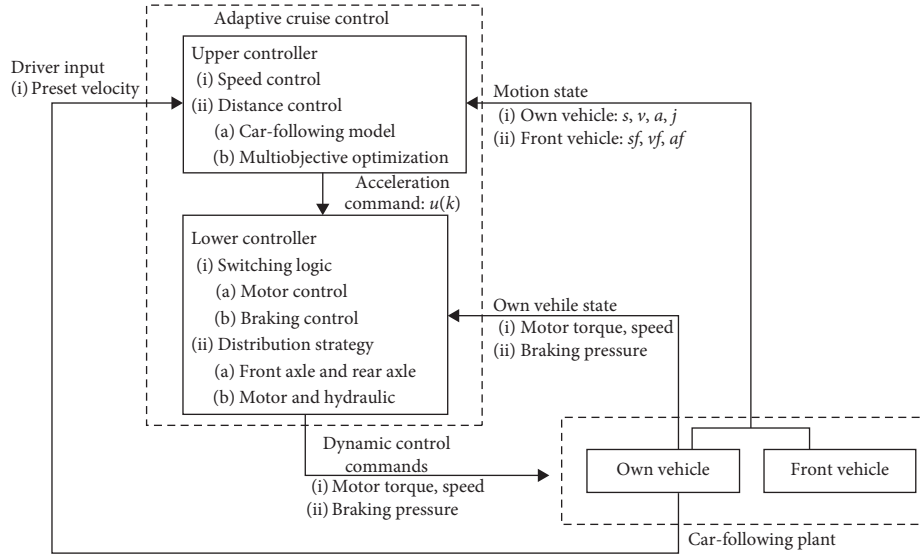 Adaptive cruise control
Upper controller
(i) Speed control
(ii) Distance control
(a) Car-following model
(b) Multiobjective optimization
Driver input
(i) Preset velocity
Motion state
(i) Own vehicle: s, v, a, j
(ii) Front vehicle: sf, vf, af
Acceleration
command: u(k)
Lower controller
(i) Switching logic
(a) Motor control
(b) Braking control
(ii) Distribution strategy
(a) Front axle and rear axle
(b) Motor and hydraulic
Own vehile state
(i) Motor torque, speed
(ii) Braking pressure
Dynamic control
commands
(i) Motor torque, speed
(ii) Braking pressure
Own vehicle
Front vehicle
Car-following plant